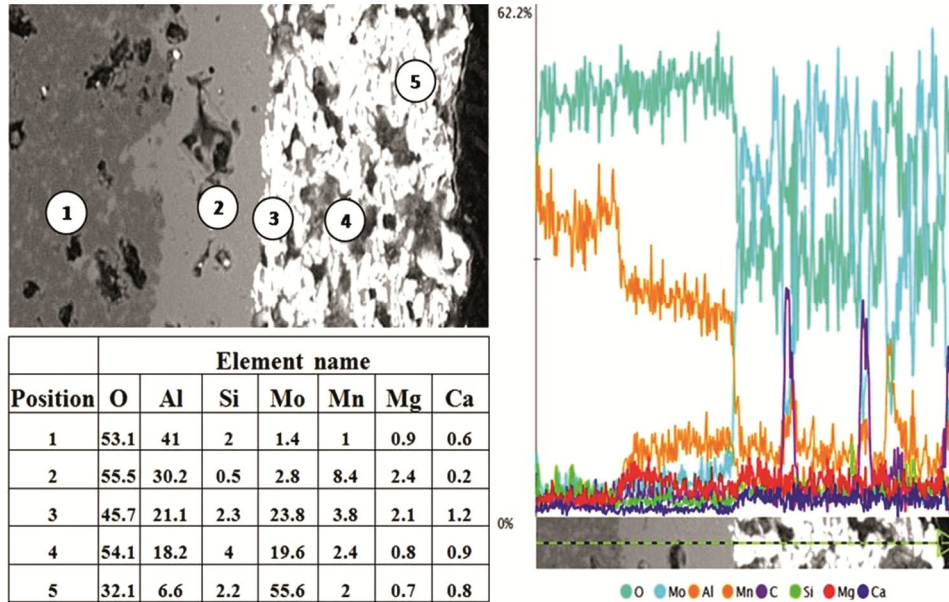 1
2
3
4
5
Element name
Position O Al Si Mo Mn Mg Ca
1 53.1 41 2 1.4 1 0.9 0.6
2 55.5 30.2 0.5 2.8 8.4 2.4 0.2
3 45.7 21.1 2.3 23.8 3.8 2.1 1.2
4 54.1 18.2 4 19.6 2.4 0.8 0.9
5 32.1 6.6 2.2 55.6 2 0.7 0.8
62.2%
0%
O Mo Al Mn C Si Mg Ca